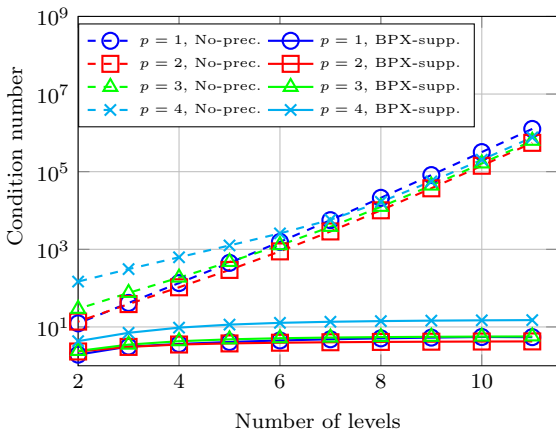 10^9
10^7
10^5
10^3
10^1
Condition number
p = 1, No-prec.
p = 1, BPX-supp.
p = 2, No-prec.
p = 2, BPX-supp.
p = 3, No-prec.
p = 3, BPX-supp.
p = 4, No-prec.
p = 4, BPX-supp.
2 4 6 8 10
Number of levels